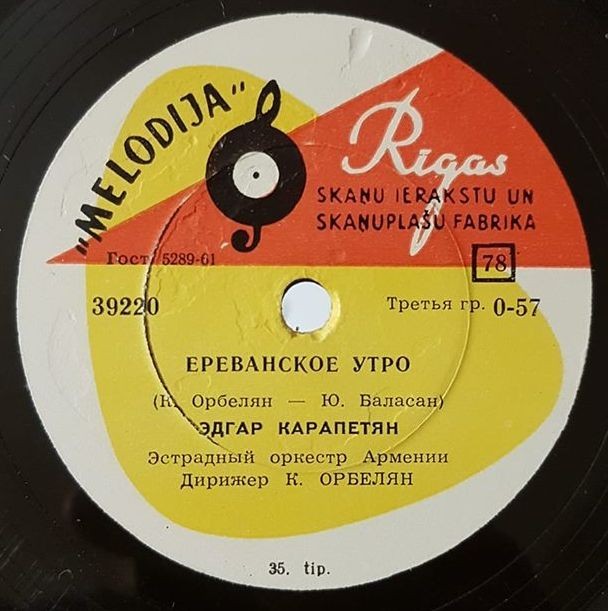 "MELODIJA"
Rīgas
SKAŅU IERAKSTU UN
SKAŅUPLAŠU FABRIKA
Гост 5289-61
78
39220
Третья гр. 0-57
ЕРЕВАНСКОЕ УТРО
(К. Орбелян — Ю. Баласан)
ЭДГАР КАРАПЕТЯН
Эстрадный оркестр Армении
Дирижер К. ОРБЕЛЯН
35. tip.